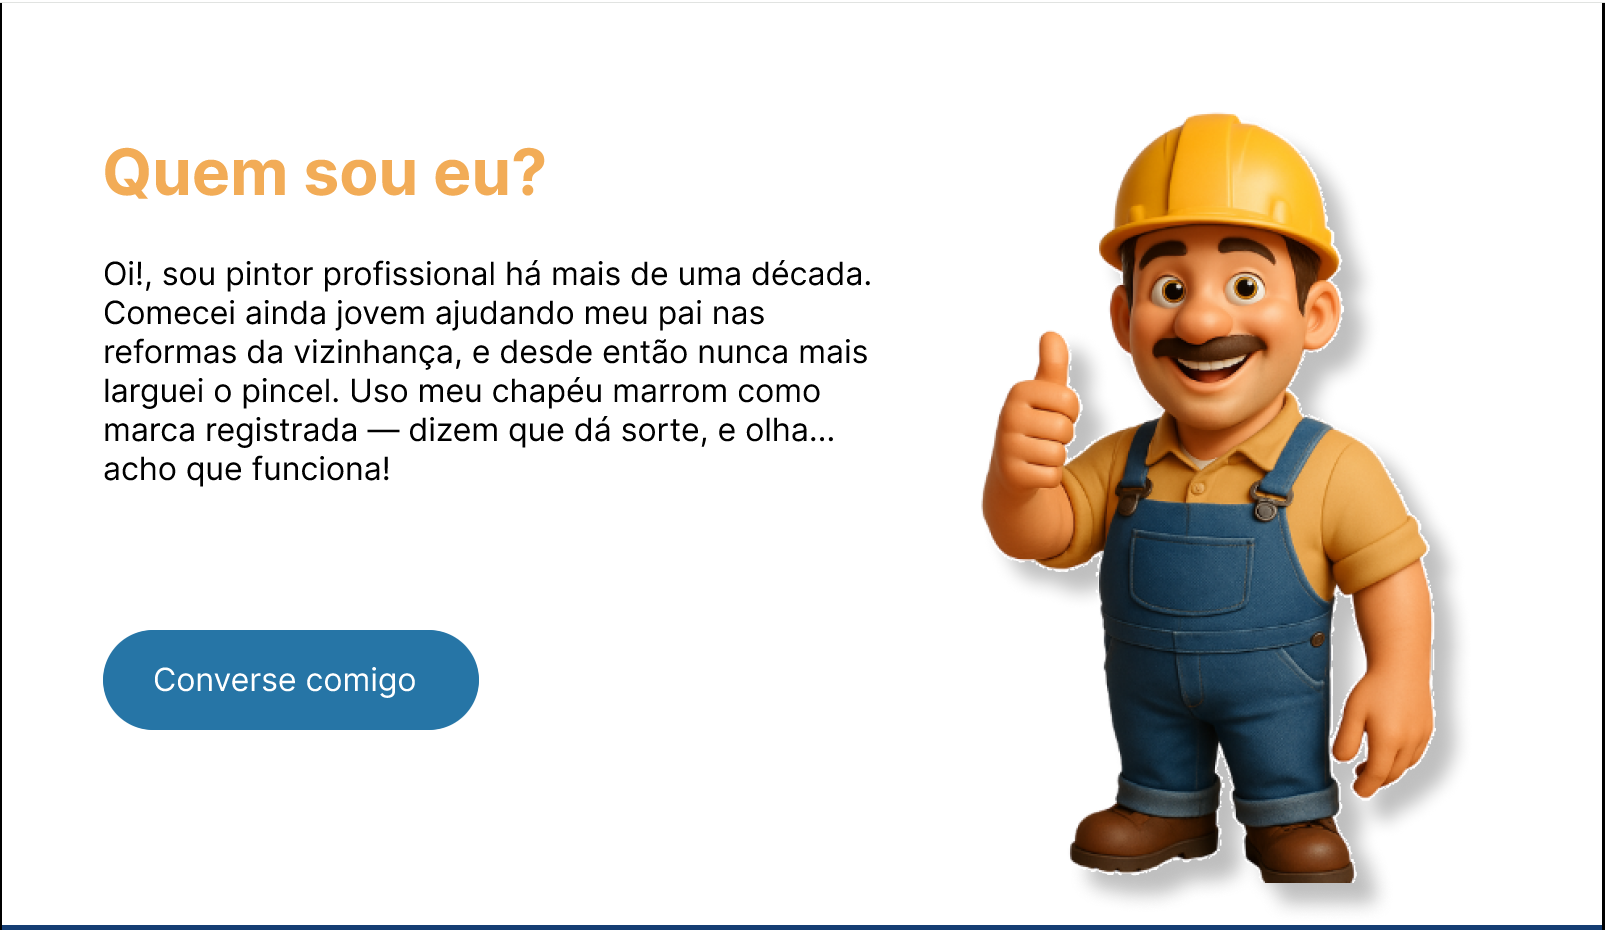 Quem sou eu?
Oi!, sou pintor profissional há mais de uma década.
Comecei ainda jovem ajudando meu pai nas
reformas da vizinhança, e desde então nunca mais
larguei o pincel. Uso meu chapéu marrom como
marca registrada — dizem que dá sorte, e olha...
acho que funciona!
Converse comigo